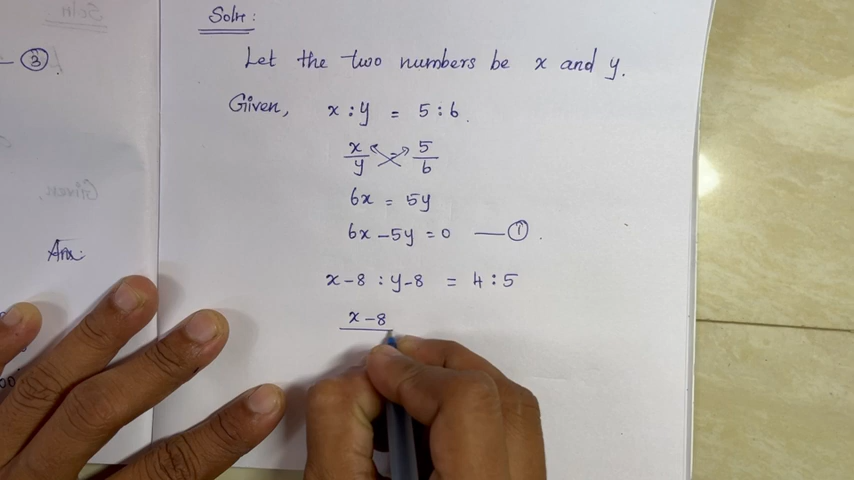 ③
Ans:
Soln:
Let the two numbers be x and y.
Given, x : y = 5 : 6.
x/y = 5/6
6x = 5y
6x - 5y = 0 — ①.
x - 8 : y - 8 = 4 : 5
x - 8